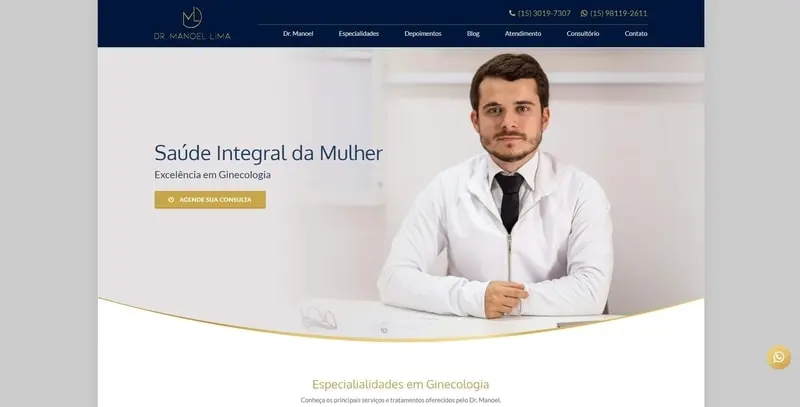 (15) 3019-7307
(15) 98119-2611
ML
DR. MANOEL LIMA
Dr. Manoel
Especialidades
Depoimentos
Blog
Atendimento
Consultório
Contato
Saúde Integral da Mulher
Excelência em Ginecologia
AGENDE SUA CONSULTA
Especialialidades em Ginecologia
Conheça os principais serviços e tratamentos oferecidos pelo Dr. Manoel.